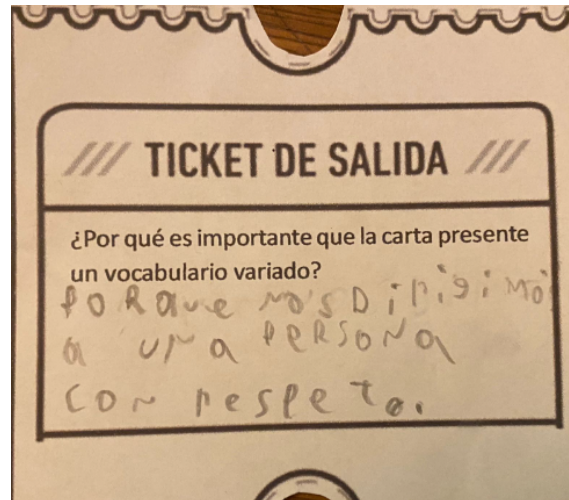 TICKET DE SALIDA
¿Por qué es importante que la carta presente
un vocabulario variado?
PORQUE NOS DiRigiMO
a UNa PERSONa
CON RESPeTo.